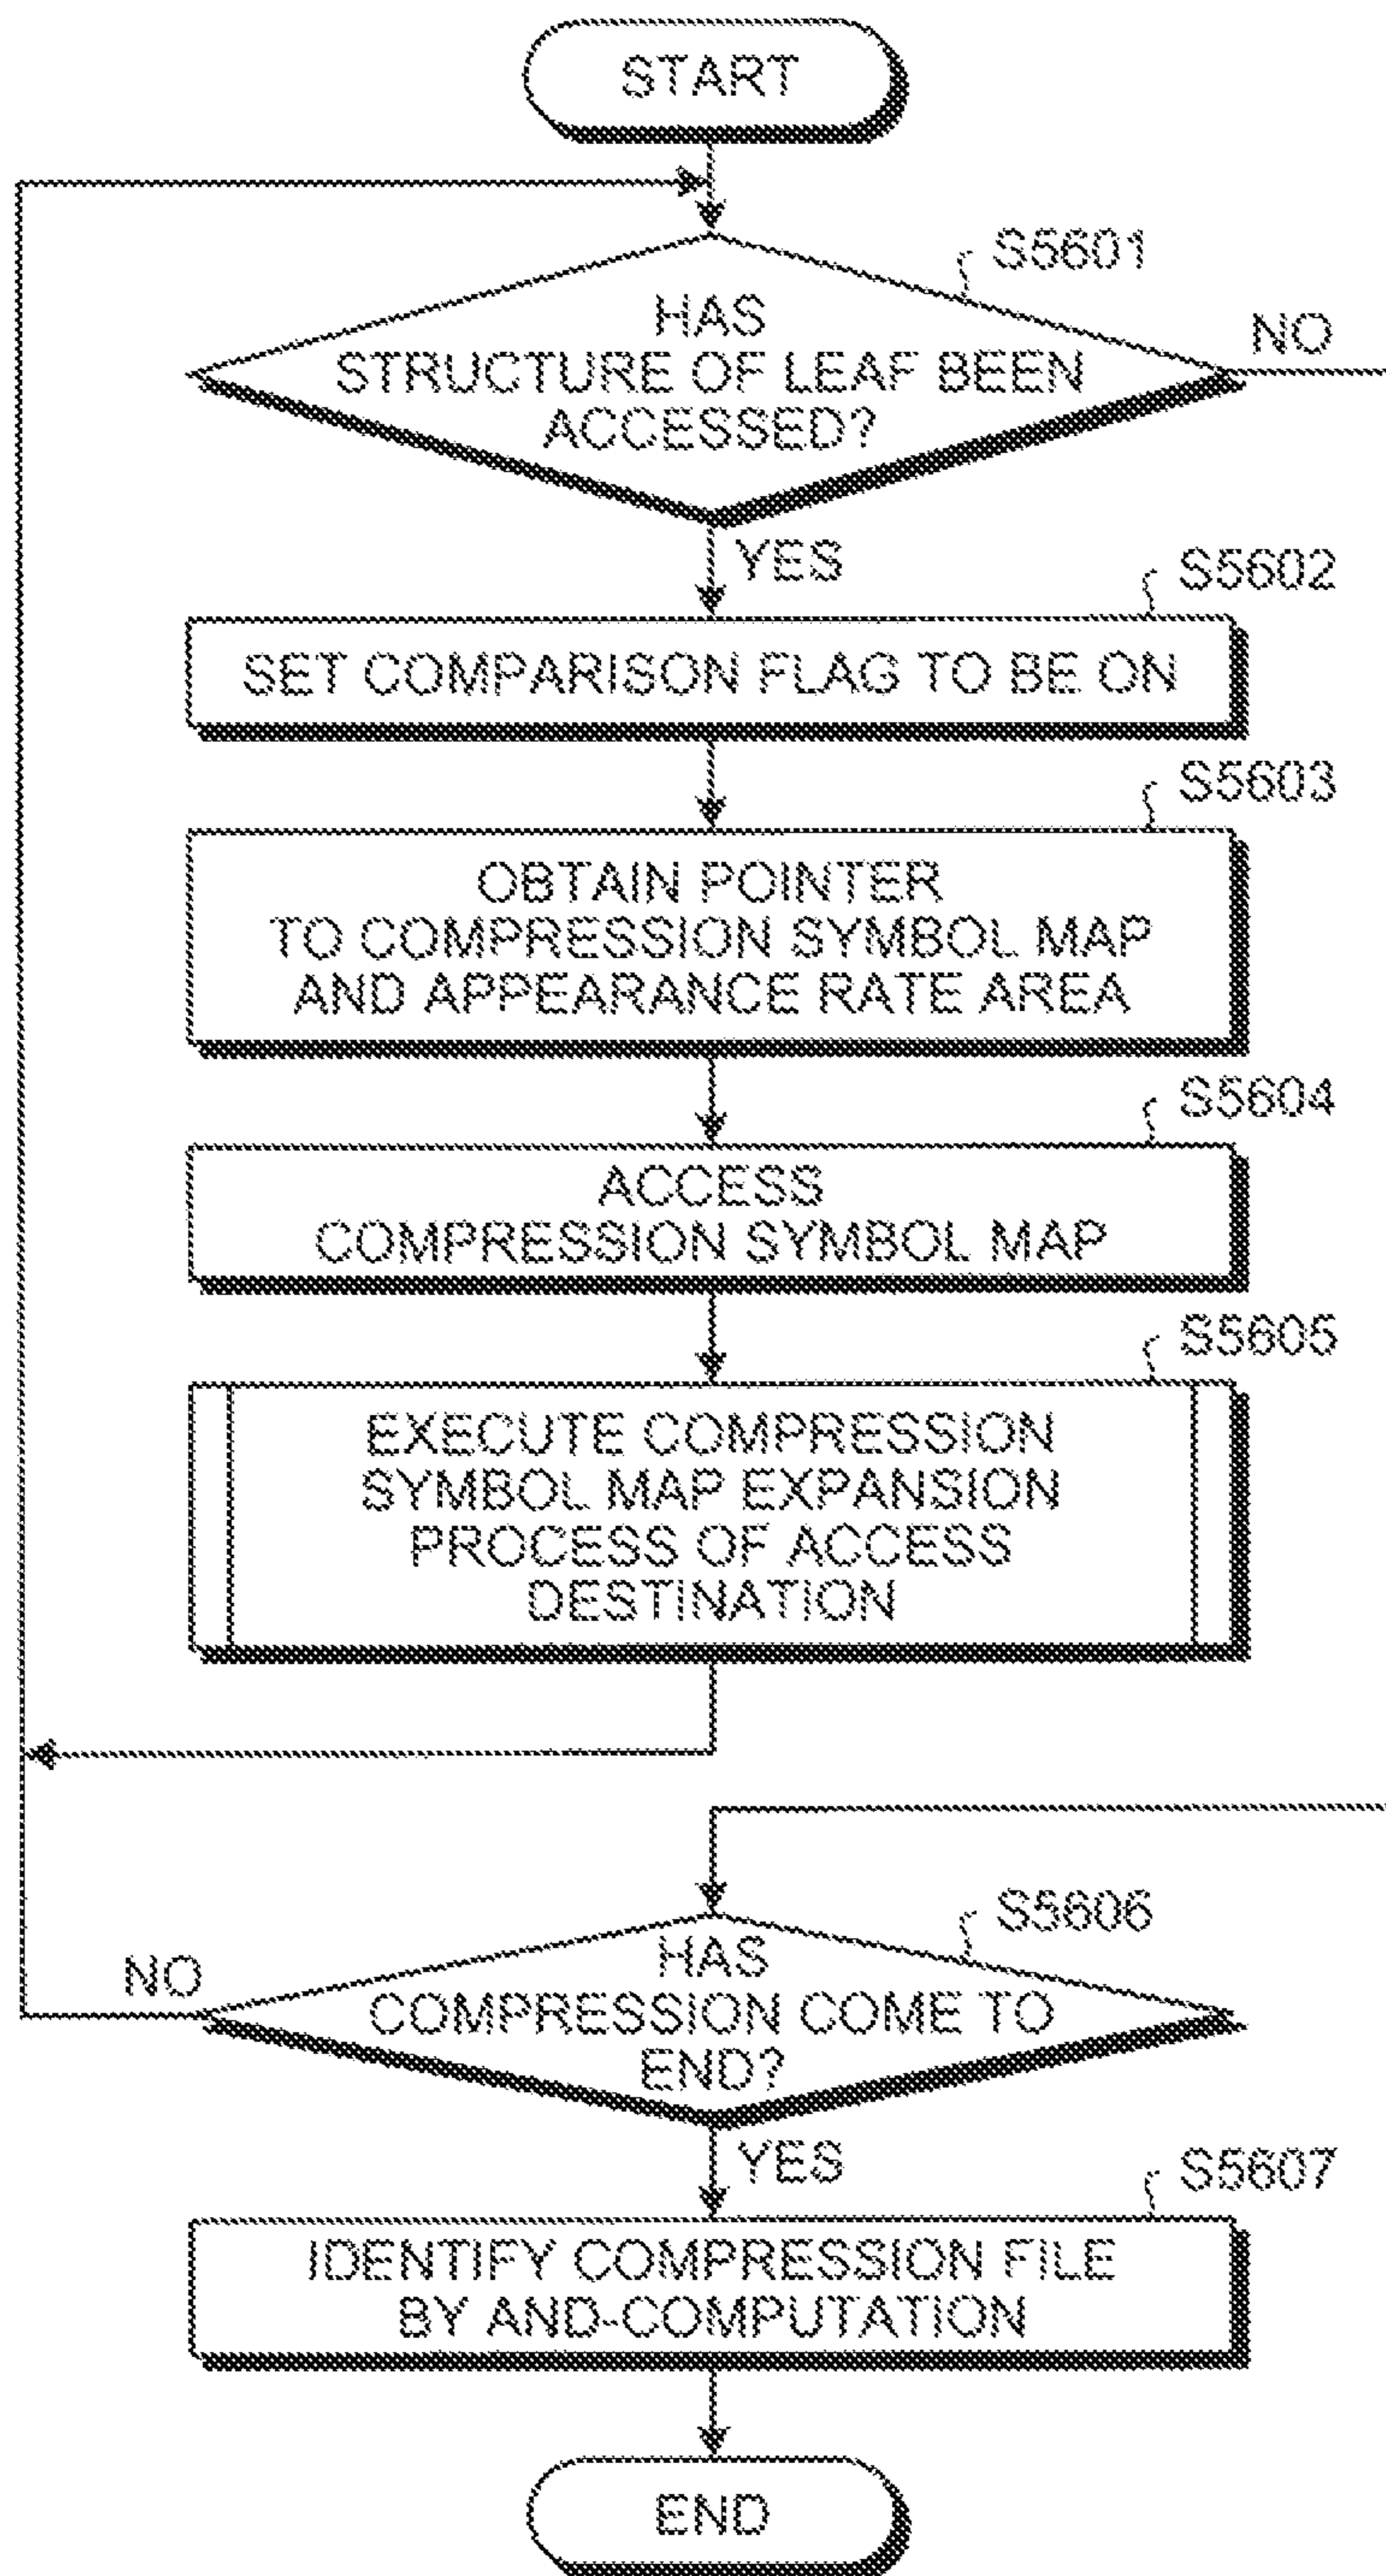 START
S5601
HAS
STRUCTURE OF LEAF BEEN
ACCESSED?
NO
YES
S5602
SET COMPARISON FLAG TO BE ON
S5603
OBTAIN POINTER
TO COMPRESSION SYMBOL MAP
AND APPEARANCE RATE AREA
S5604
ACCESS
COMPRESSION SYMBOL MAP
S5605
EXECUTE COMPRESSION
SYMBOL MAP EXPANSION
PROCESS OF ACCESS
DESTINATION
S5606
NO
HAS
COMPRESSION COME TO
END?
YES
S5607
IDENTIFY COMPRESSION FILE
BY AND-COMPUTATION
END